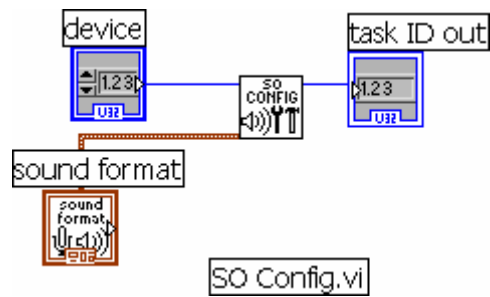 device
task ID out
1.23
U32
SO
CONFIG
1.23
U32
sound format
sound
format
SO Config.vi